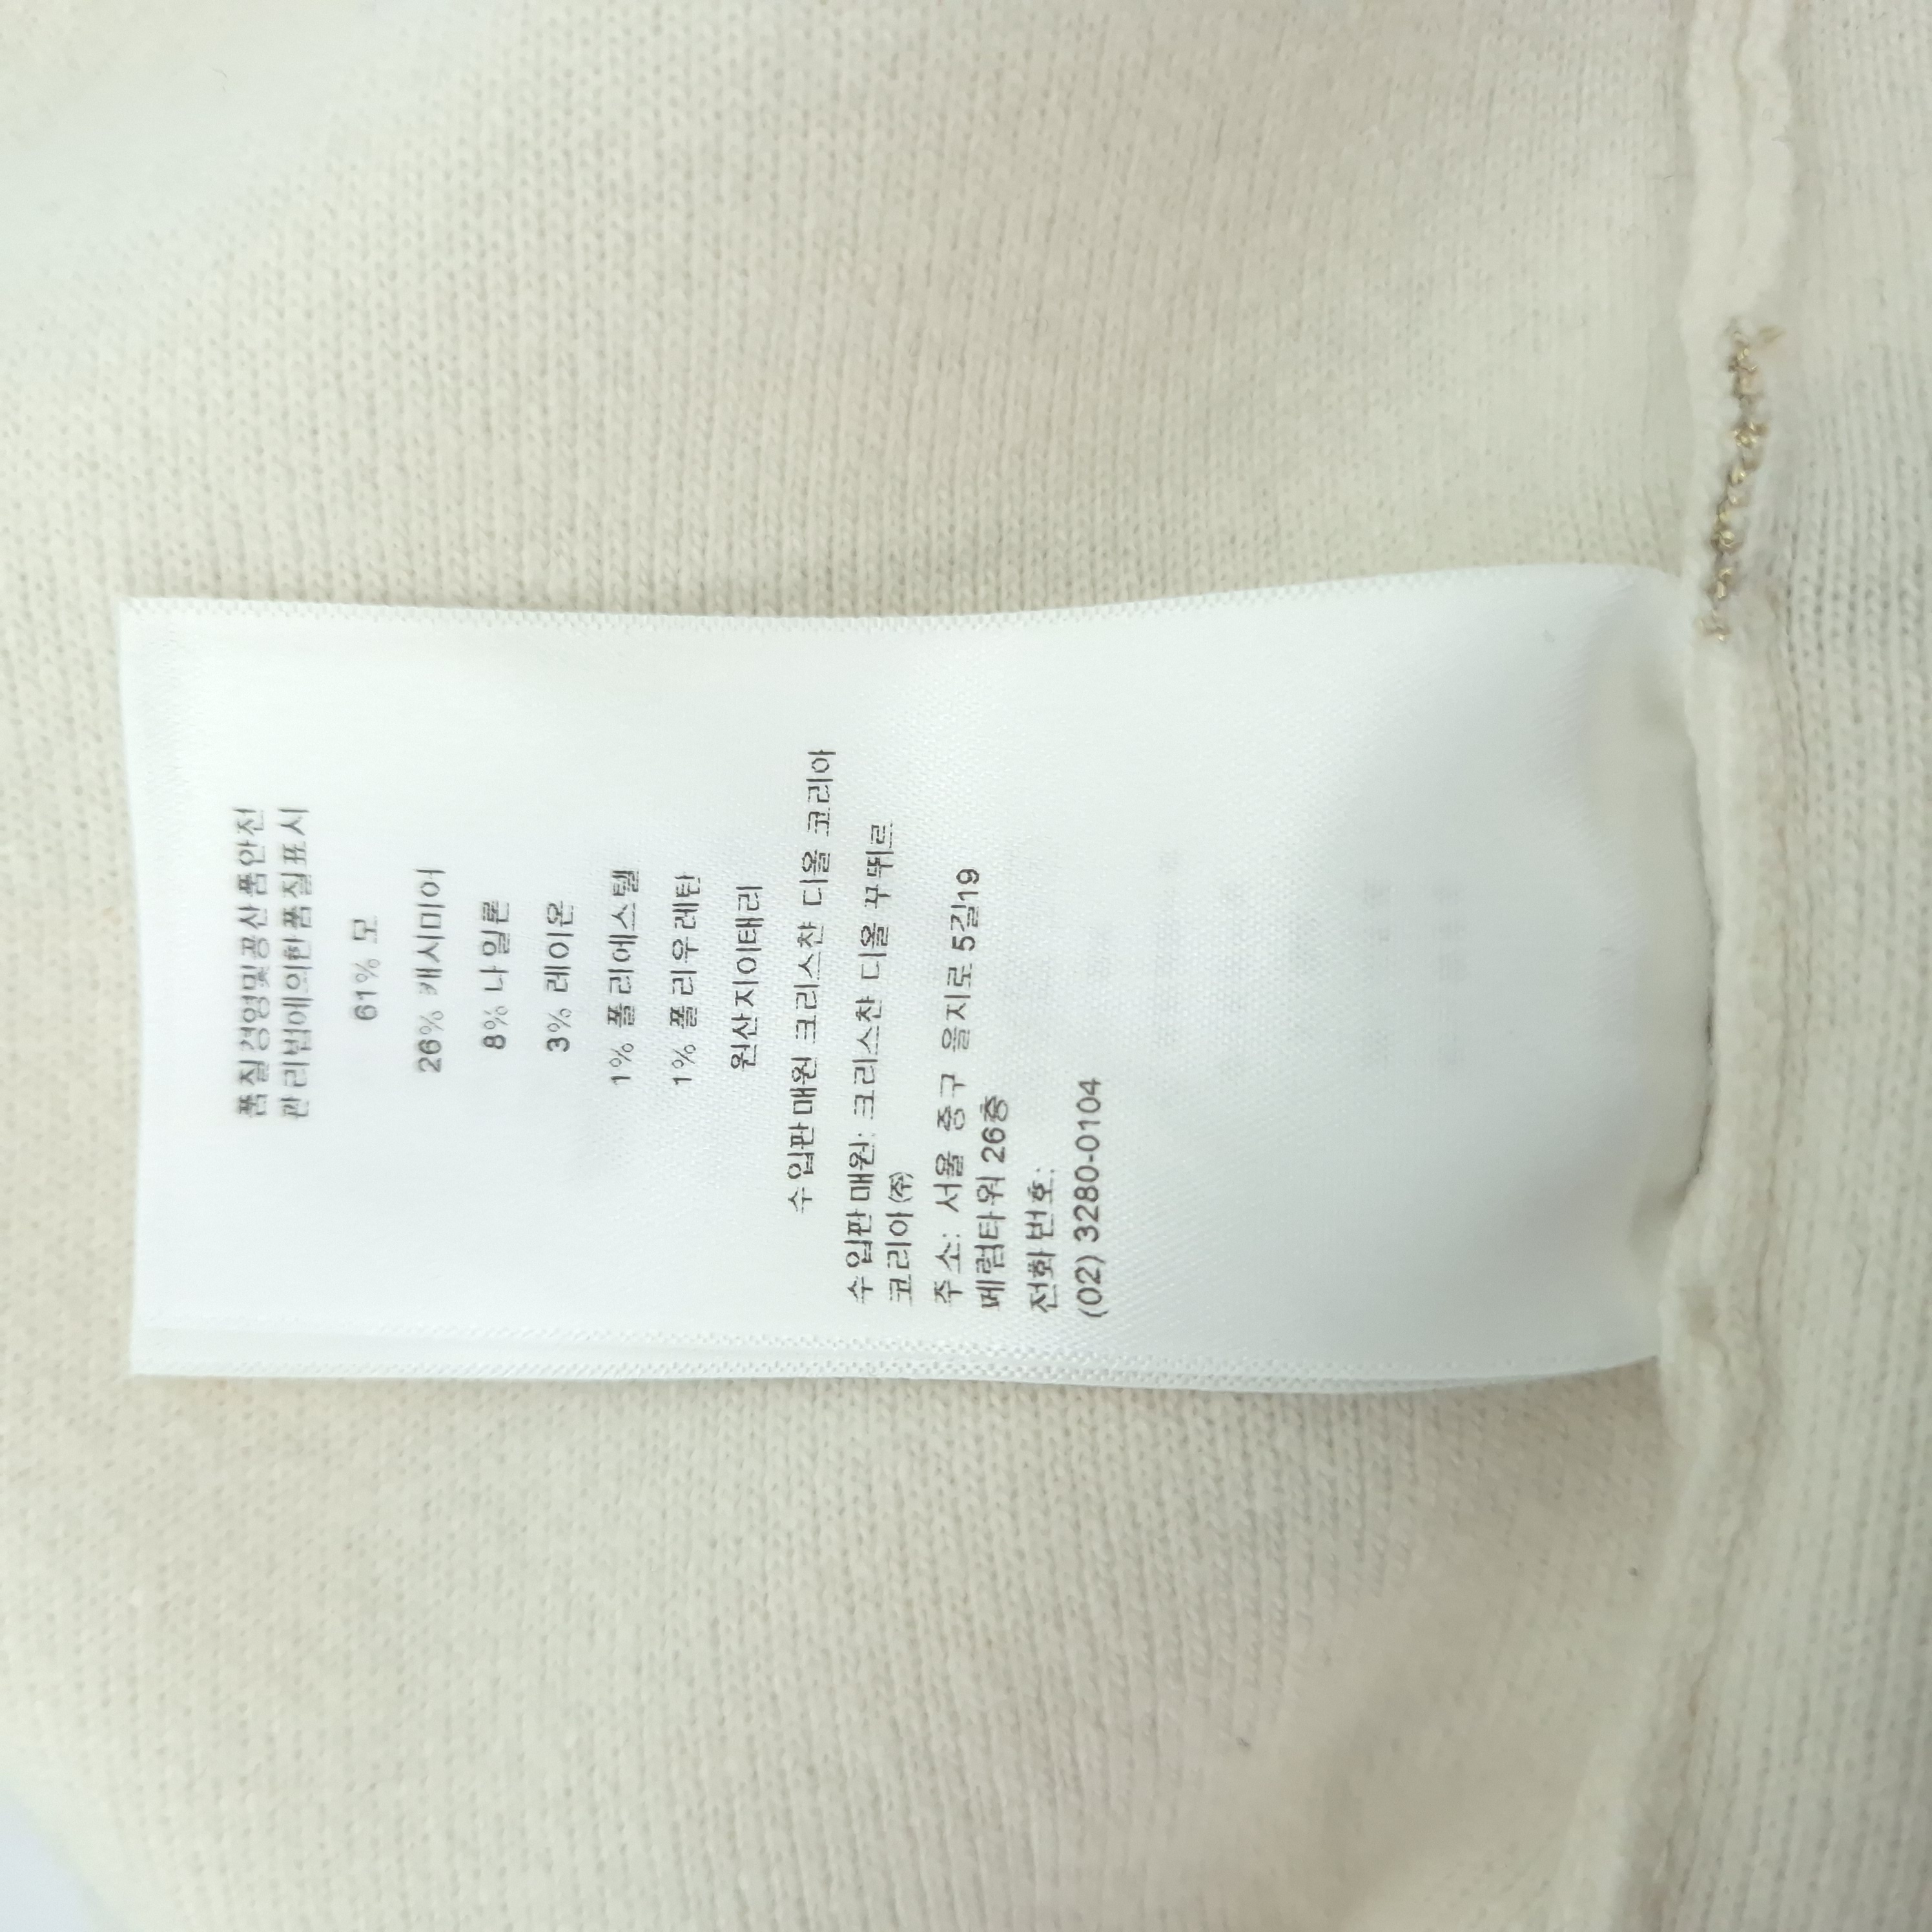 품질경영및공산품안전
관리법에의한품질표시
61% 모
26% 캐시미어
8% 나일론
3% 레이온
1% 폴리에스텔
1% 폴리우레탄
원산지이태리
수입판매원 크리스챤 디올 코리아
수입판매원: 크리스챤 디올 꾸뛰르
코리아㈜
주소: 서울 중구 을지로5길19
페럼타워 26층
전화번호:
(02) 3280-0104